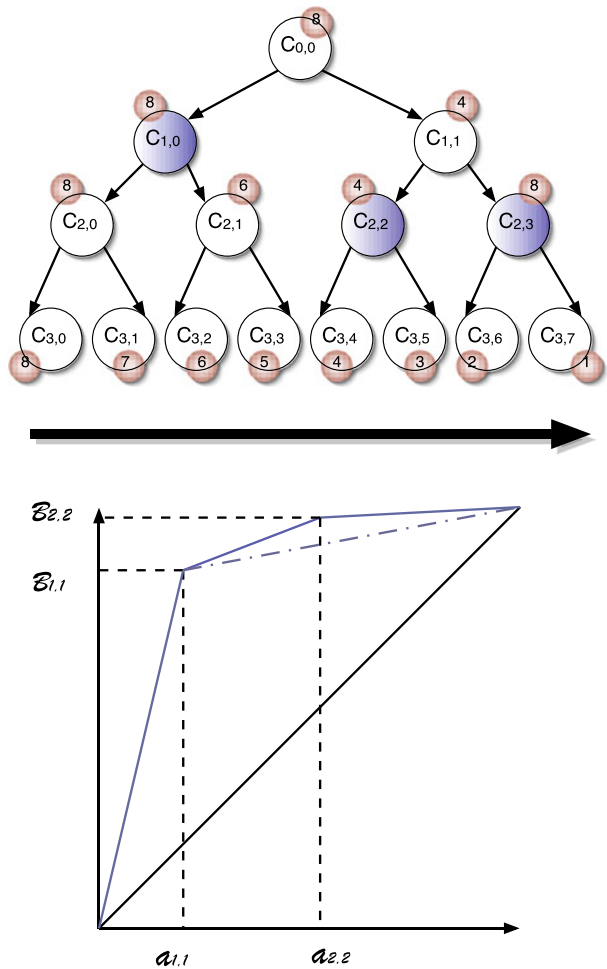 8
C0,0
8
4
C1,0
C1,1
8
6
4
8
C2,0
C2,1
C2,2
C2,3
C3,0
C3,1
C3,2
C3,3
C3,4
C3,5
C3,6
C3,7
8
7
6
5
4
3
2
1
B2,2
B1,1
a1,1
a2,2